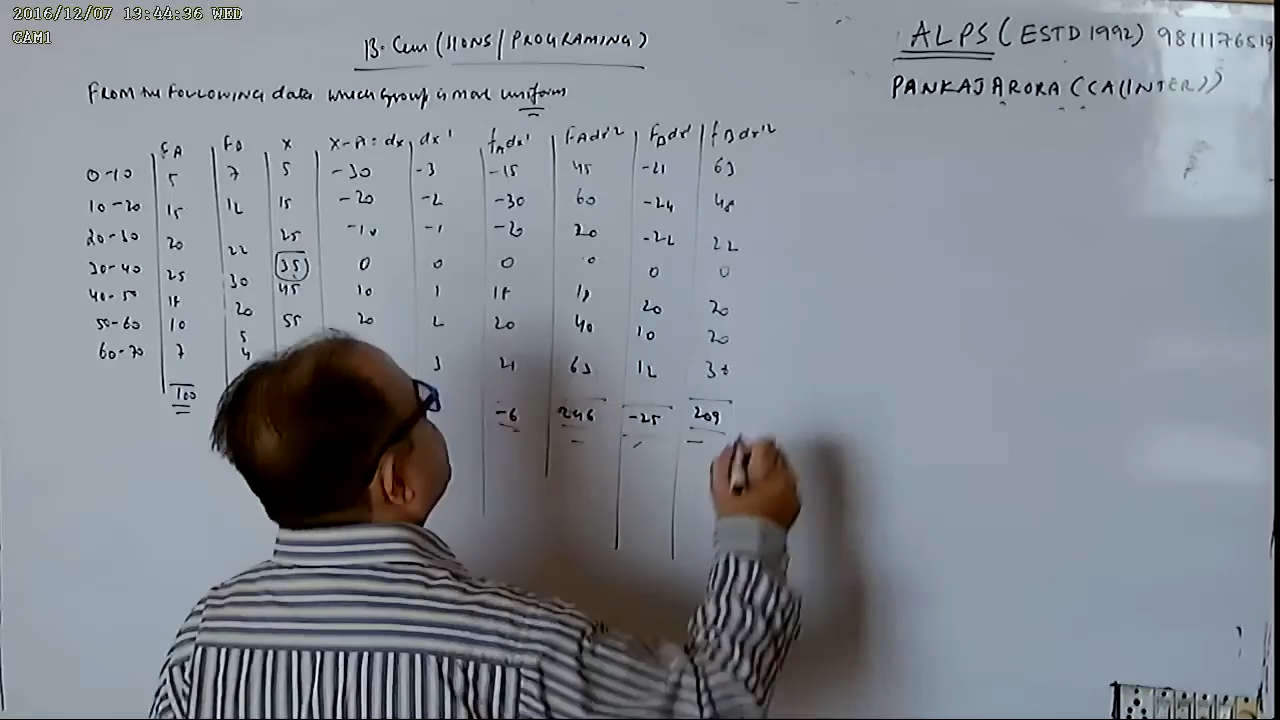 2016/12/07 19:44:36 WED
CAM1
B.Com (HONS/PROGRAMING)
ALPS (ESTD 1992) 9811176519
PANKAJ ARORA (CA(INTER))
FROM the FOLLOWING data which group is more uniform
FA FB X X-A=dx dx' fAdx' FAdx'2 FBdx' fBdx'2
0-10 5 7 5 -30 -3 -15 45 -21 63
10-20 15 12 15 -20 -2 -30 60 -24 48
20-30 20 22 25 -10 -1 -20 20 -22 22
30-40 25 30 35 0 0 0 0 0 0
40-50 18 20 45 10 1 18 18 20 20
50-60 10 5 55 20 2 20 40 10 20
60-70 7 4 3 21 63 12 36
100 -6 246 -25 209